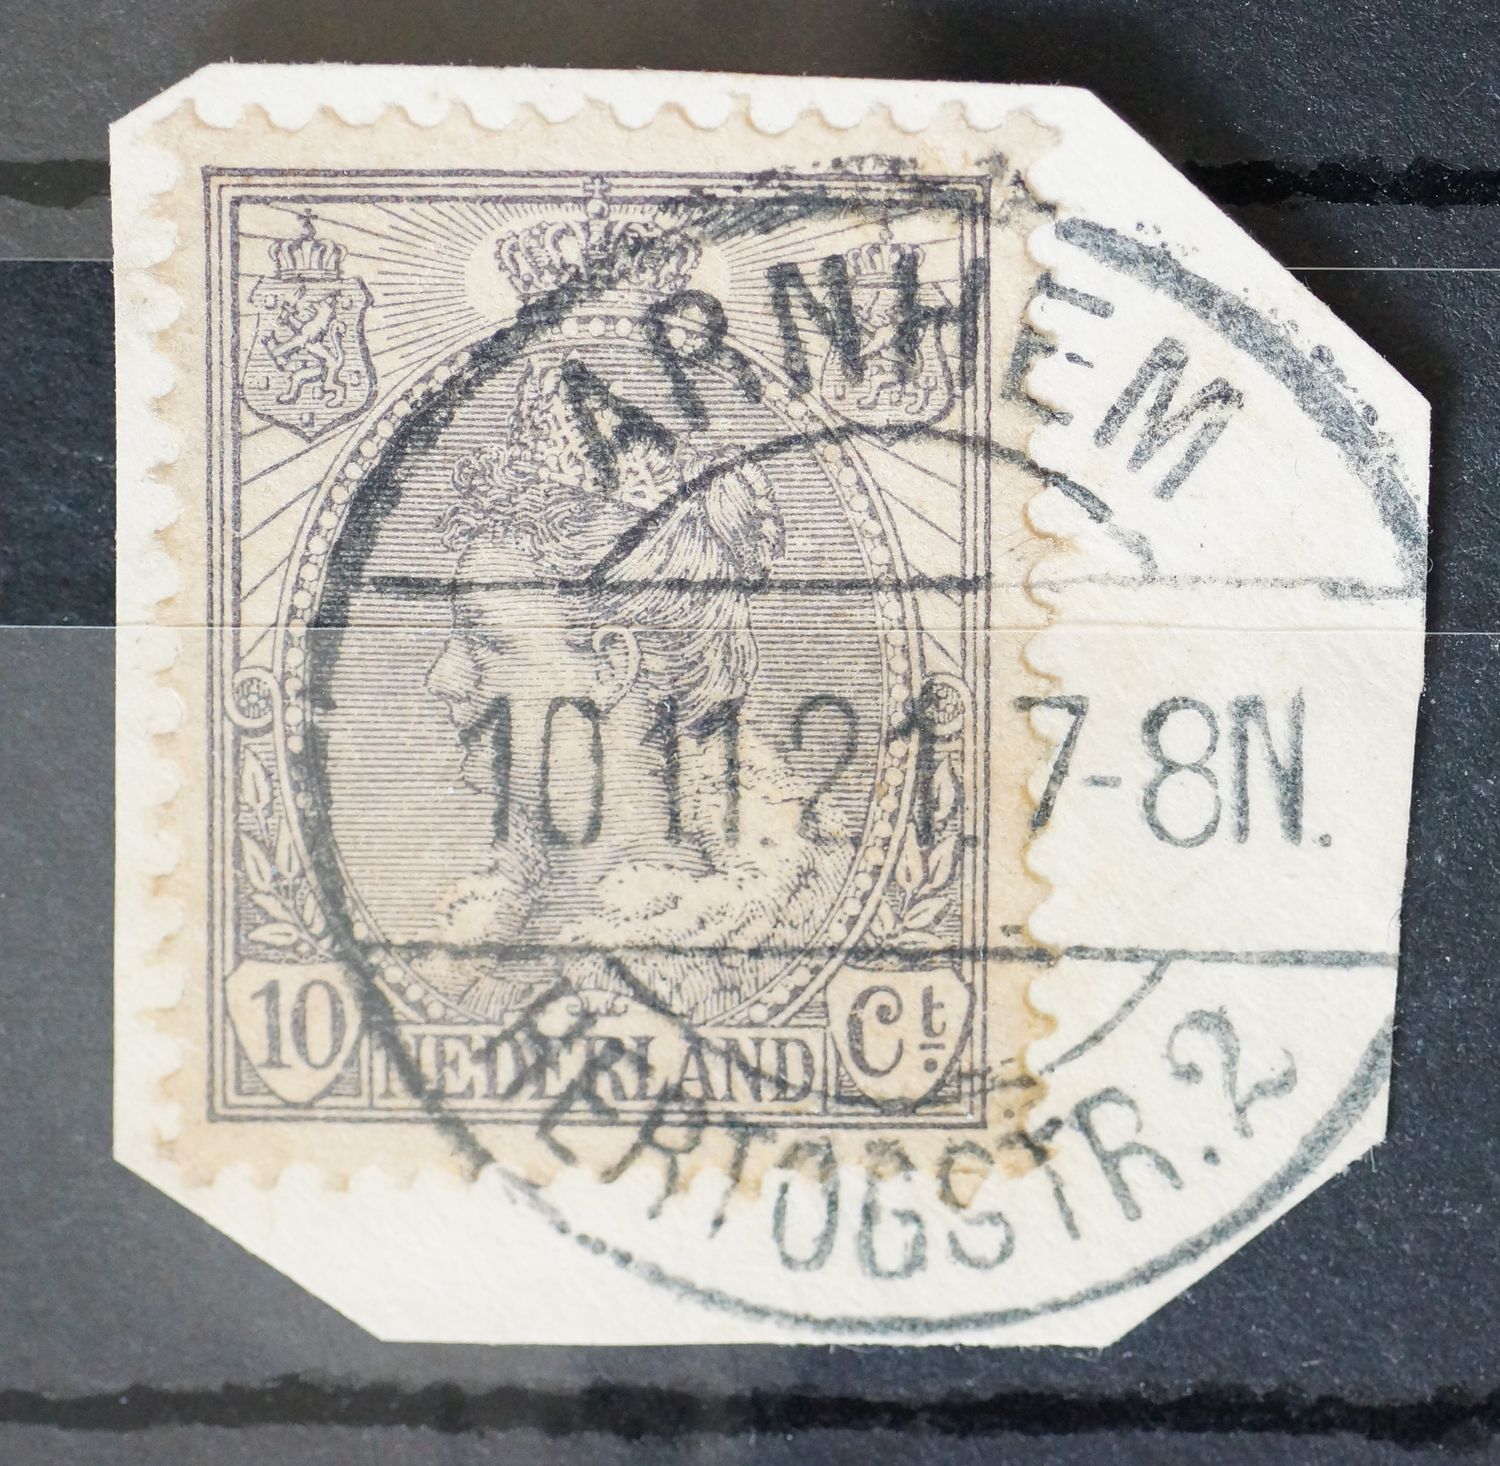 ARNHEM
10 11 21. 7-8N.
HERTOGSTR. 2
10 NEDERLAND Ct.